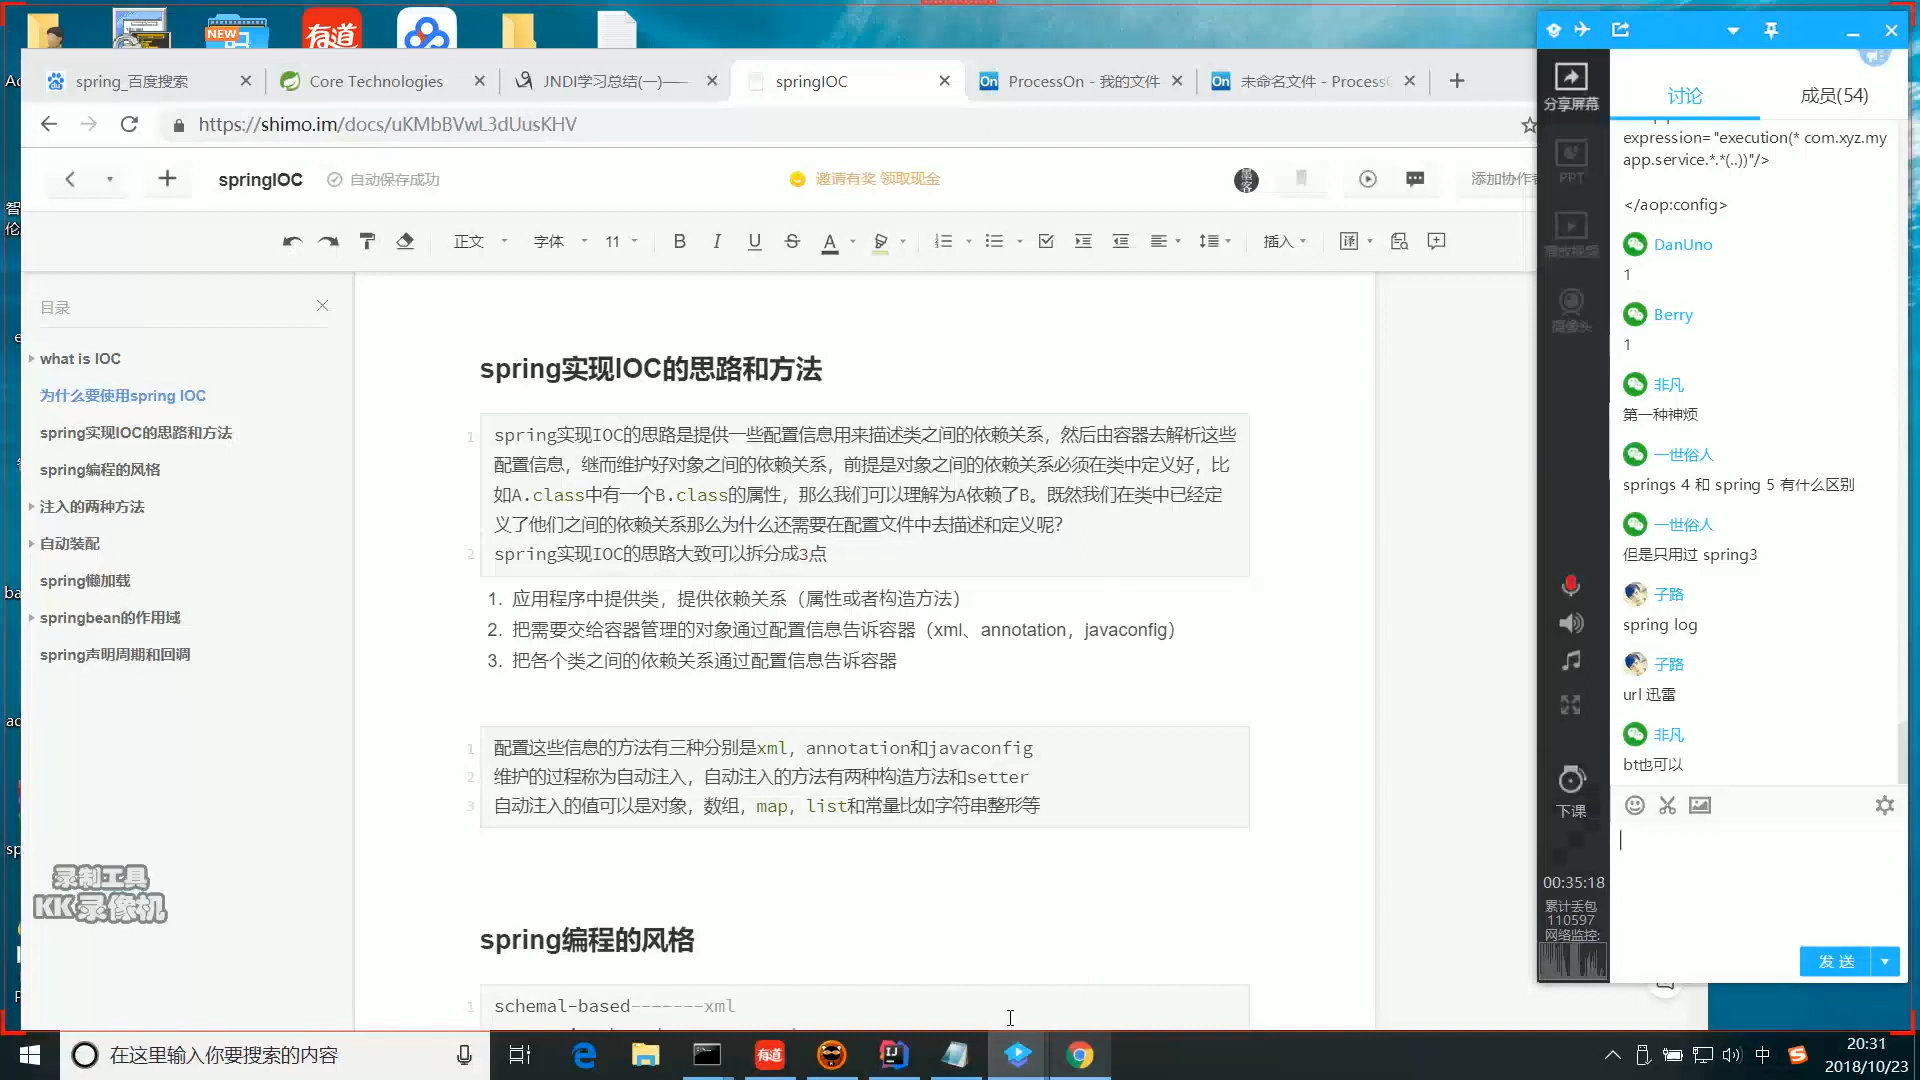 NEW
有道
spring_百度搜索
Core Technologies
JNDI学习总结(一)——
springIOC
On ProcessOn - 我的文件
On 未命名文件 - Process
https://shimo.im/docs/uKMbBVwL3dUusKHV
springIOC
自动保存成功
邀请有奖 领取现金
墨客
添加协作者
正文
字体
11
B I U S A
插入
译
目录
what is IOC
为什么要使用spring IOC
spring实现IOC的思路和方法
spring编程的风格
注入的两种方法
自动装配
spring懒加载
springbean的作用域
spring声明周期和回调
录制工具
KK录像机
spring实现IOC的思路和方法
1 spring实现IOC的思路是提供一些配置信息用来描述类之间的依赖关系，然后由容器去解析这些
配置信息，继而维护好对象之间的依赖关系，前提是对象之间的依赖关系必须在类中定义好，比
如A.class中有一个B.class的属性，那么我们可以理解为A依赖了B。既然我们在类中已经定
义了他们之间的依赖关系那么为什么还需要在配置文件中去描述和定义呢？
2 spring实现IOC的思路大致可以拆分成3点
1. 应用程序中提供类，提供依赖关系（属性或者构造方法）
2. 把需要交给容器管理的对象通过配置信息告诉容器（xml、annotation，javaconfig）
3. 把各个类之间的依赖关系通过配置信息告诉容器
1 配置这些信息的方法有三种分别是xml，annotation和javaconfig
2 维护的过程称为自动注入，自动注入的方法有两种构造方法和setter
3 自动注入的值可以是对象，数组，map，list和常量比如字符串整形等
spring编程的风格
1 schemal-based-------xml
分享屏幕
PPT
播放视频
摄像头
下课
00:35:18
累计丢包
110597
网络监控:
讨论
成员(54)
expression="execution(* com.xyz.my
app.service.*.*(..))"/>
</aop:config>
DanUno
1
Berry
1
非凡
第一种神烦
一世俗人
springs 4 和 spring 5 有什么区别
一世俗人
但是只用过 spring3
子路
spring log
子路
url 迅雷
非凡
bt也可以
发 送
在这里输入你要搜索的内容
有道
中
20:31
2018/10/23